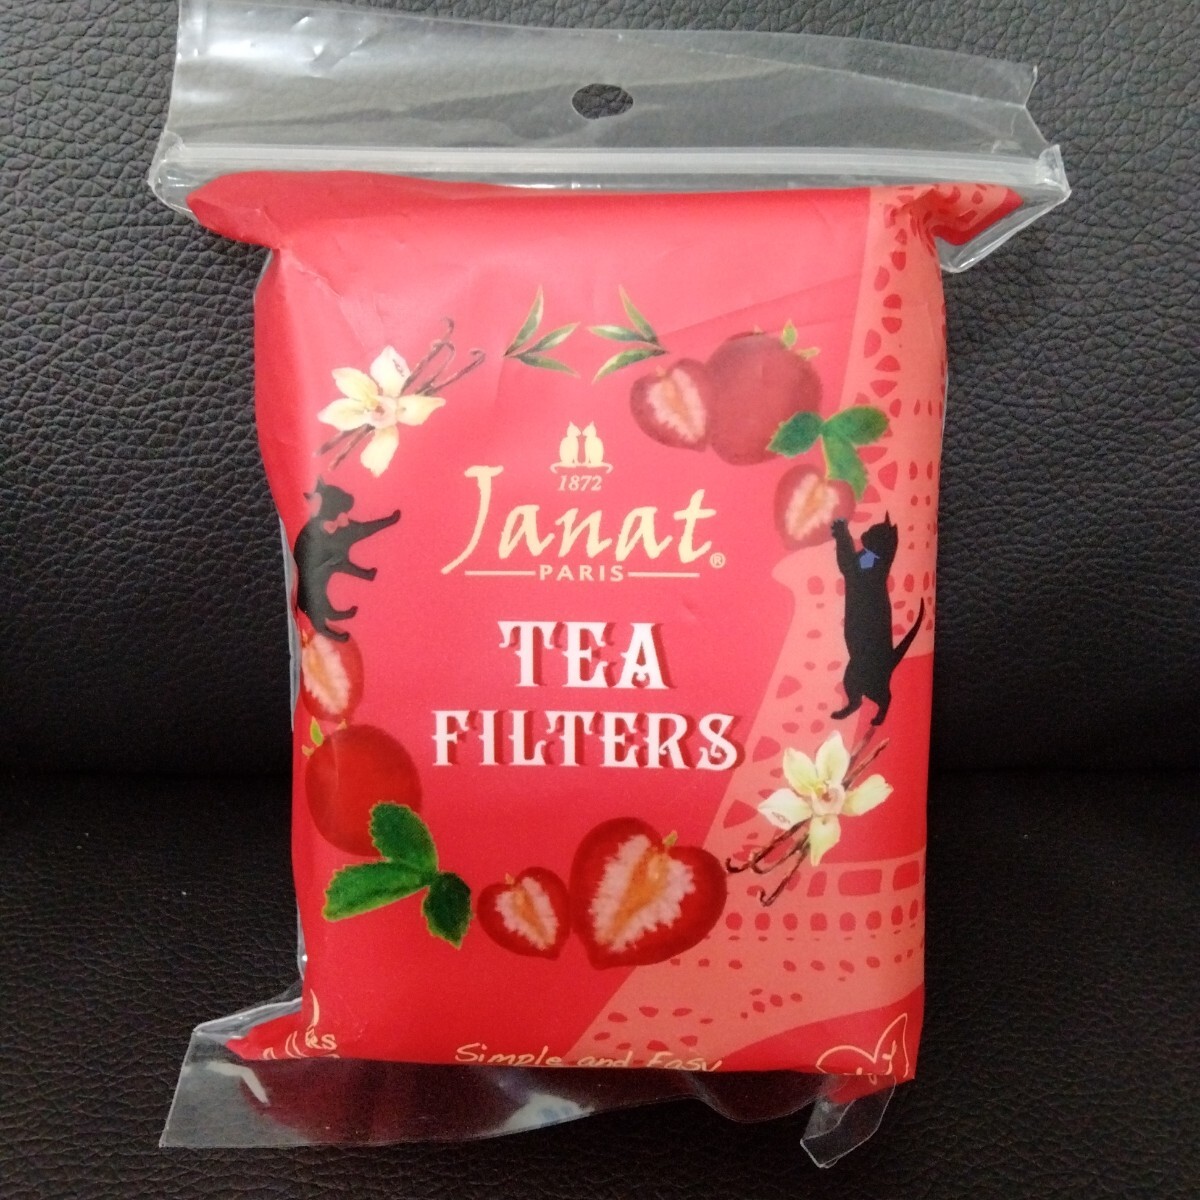 1872
Janat®
PARIS
TEA
FILTERS
Simple and Easy